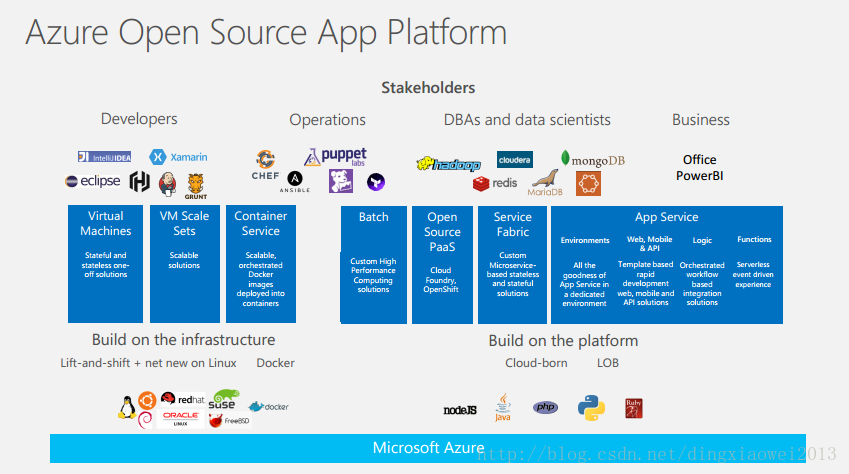 Azure Open Source App Platform
Stakeholders
Developers
Operations
DBAs and data scientists
Business
IntelliJ IDEA
Xamarin
eclipse
GRUNT
CHEF
puppet
labs
ANSIBLE
hadoop
cloudera
mongoDB
redis
MariaDB
Office
PowerBI
Virtual
Machines
Stateful and
stateless one-
off solutions
VM Scale
Sets
Scalable
solutions
Container
Service
Scalable,
orchestrated
Docker
images
deployed into
containers
Batch
Custom High
Performance
Computing
solutions
Open
Source
PaaS
Cloud
Foundry,
OpenShift
Service
Fabric
Custom
Microservice-
based stateless
and stateful
solutions
App Service
Environments
All the
goodness of
App Service in
a dedicated
environment
Web, Mobile
& API
Template based
rapid
development
web, mobile and
API solutions
Logic
Orchestrated
workflow
based
integration
solutions
Functions
Serverless
event driven
experience
Build on the infrastructure
Lift-and-shift + net new on Linux
Docker
Build on the platform
Cloud-born
LOB
redhat
SUSE
docker
ORACLE
LINUX
FreeBSD
nodeJS
Java
php
Ruby
Microsoft Azure
http://blog.csdn.net/dingxiaowei2013